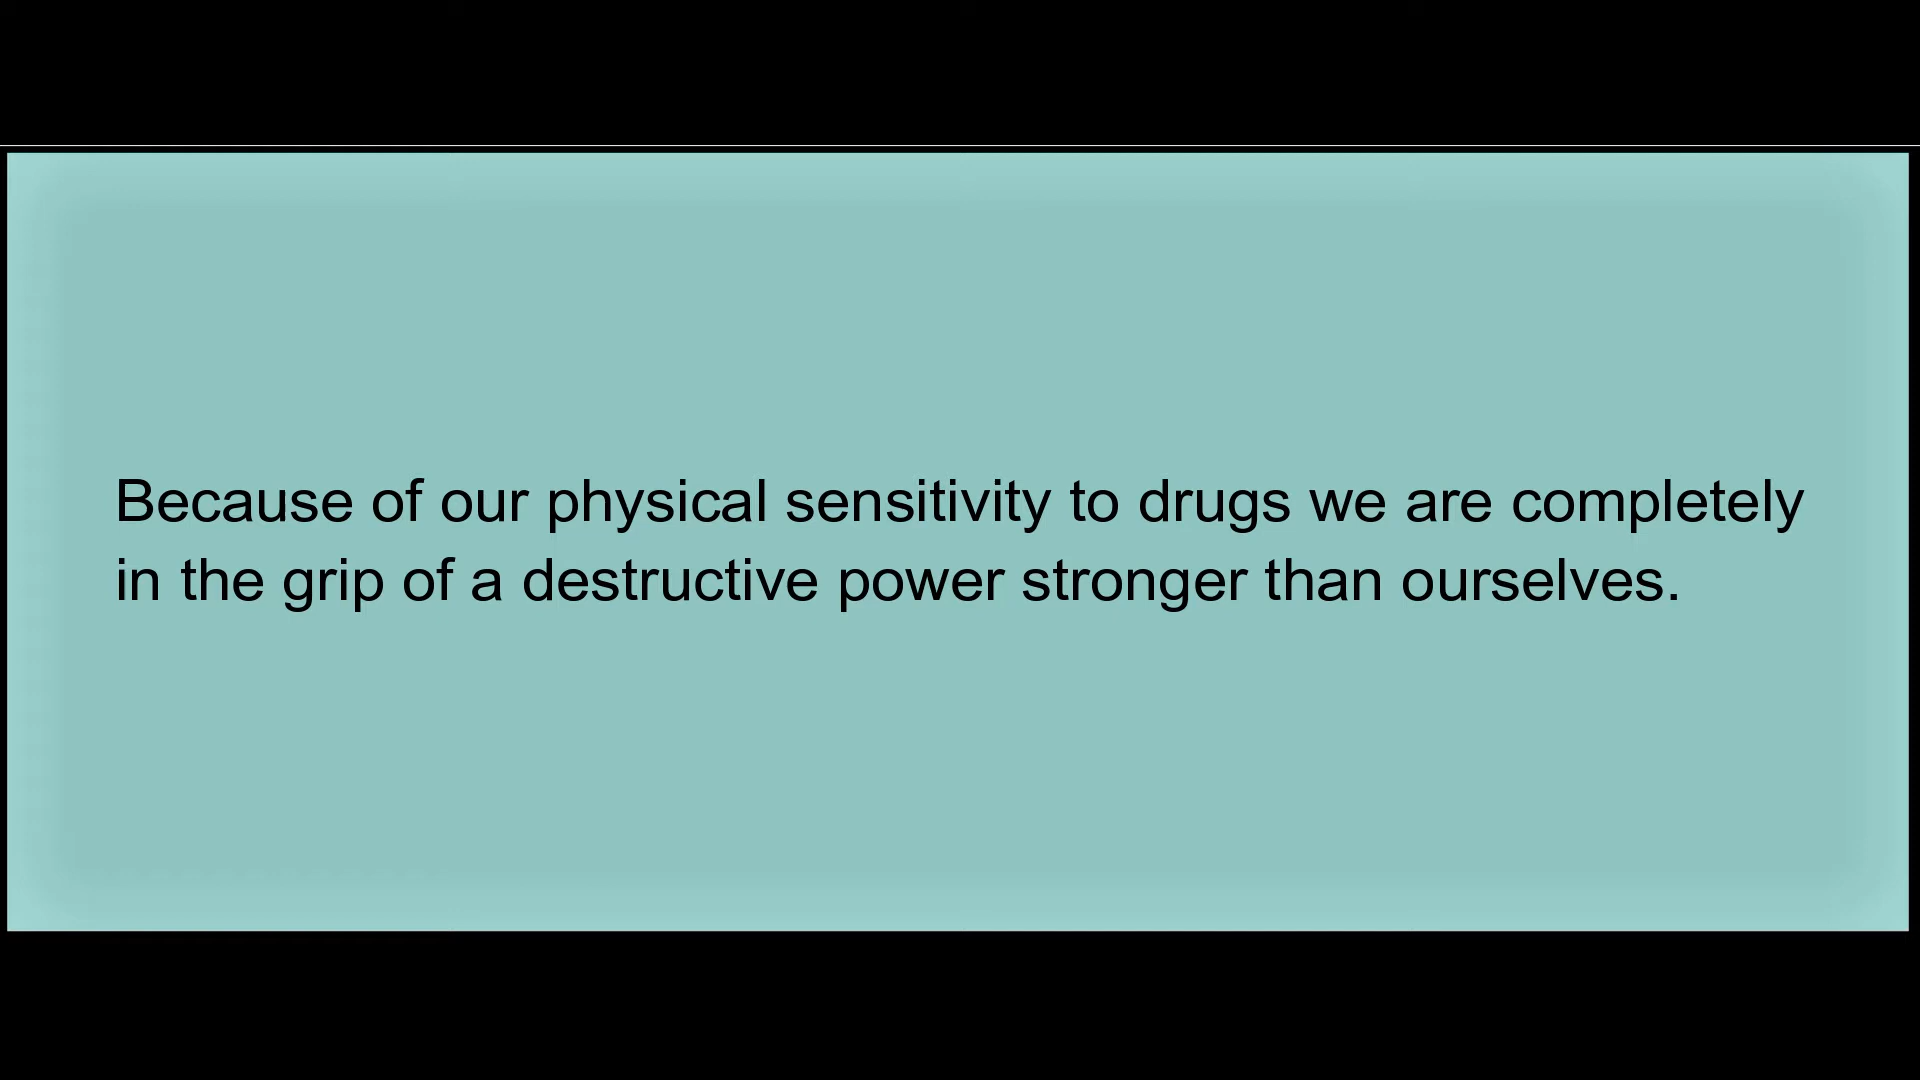 Because of our physical sensitivity to drugs we are completely
in the grip of a destructive power stronger than ourselves.